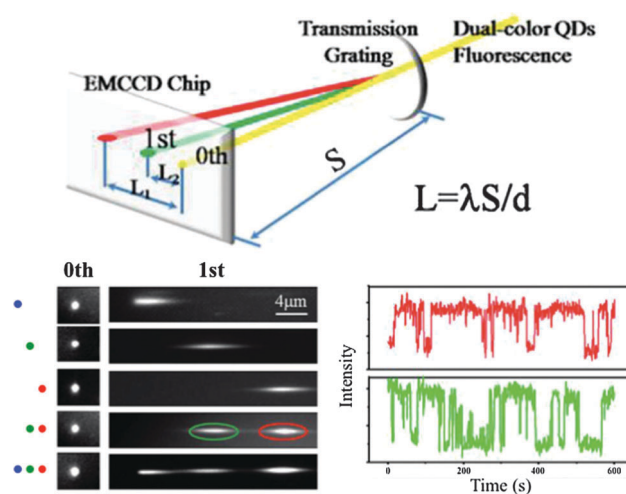 Transmission
Grating
Dual-color QDs
Fluorescence
EMCCD Chip
1st
0th
L₂
L₁
S
L=λS/d
0th
1st
4μm
Intensity
0
200
400
600
Time (s)